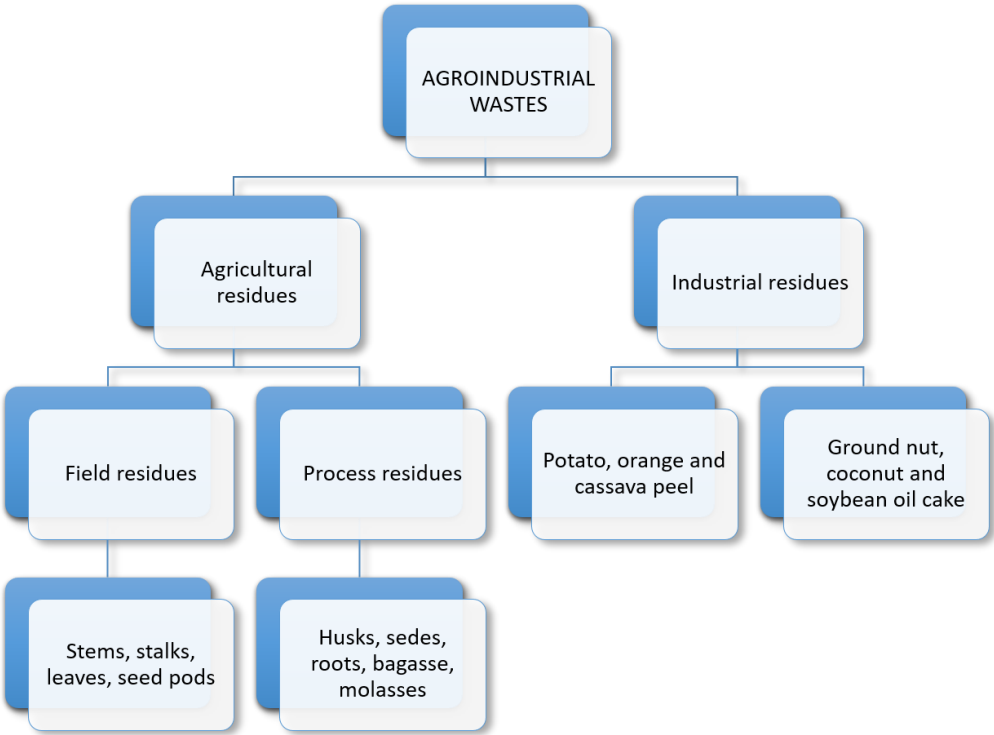 AGROINDUSTRIAL
WASTES
Agricultural
residues
Industrial residues
Field residues
Process residues
Potato, orange and
cassava peel
Ground nut,
coconut and
soybean oil cake
Stems, stalks,
leaves, seed pods
Husks, sedes,
roots, bagasse,
molasses